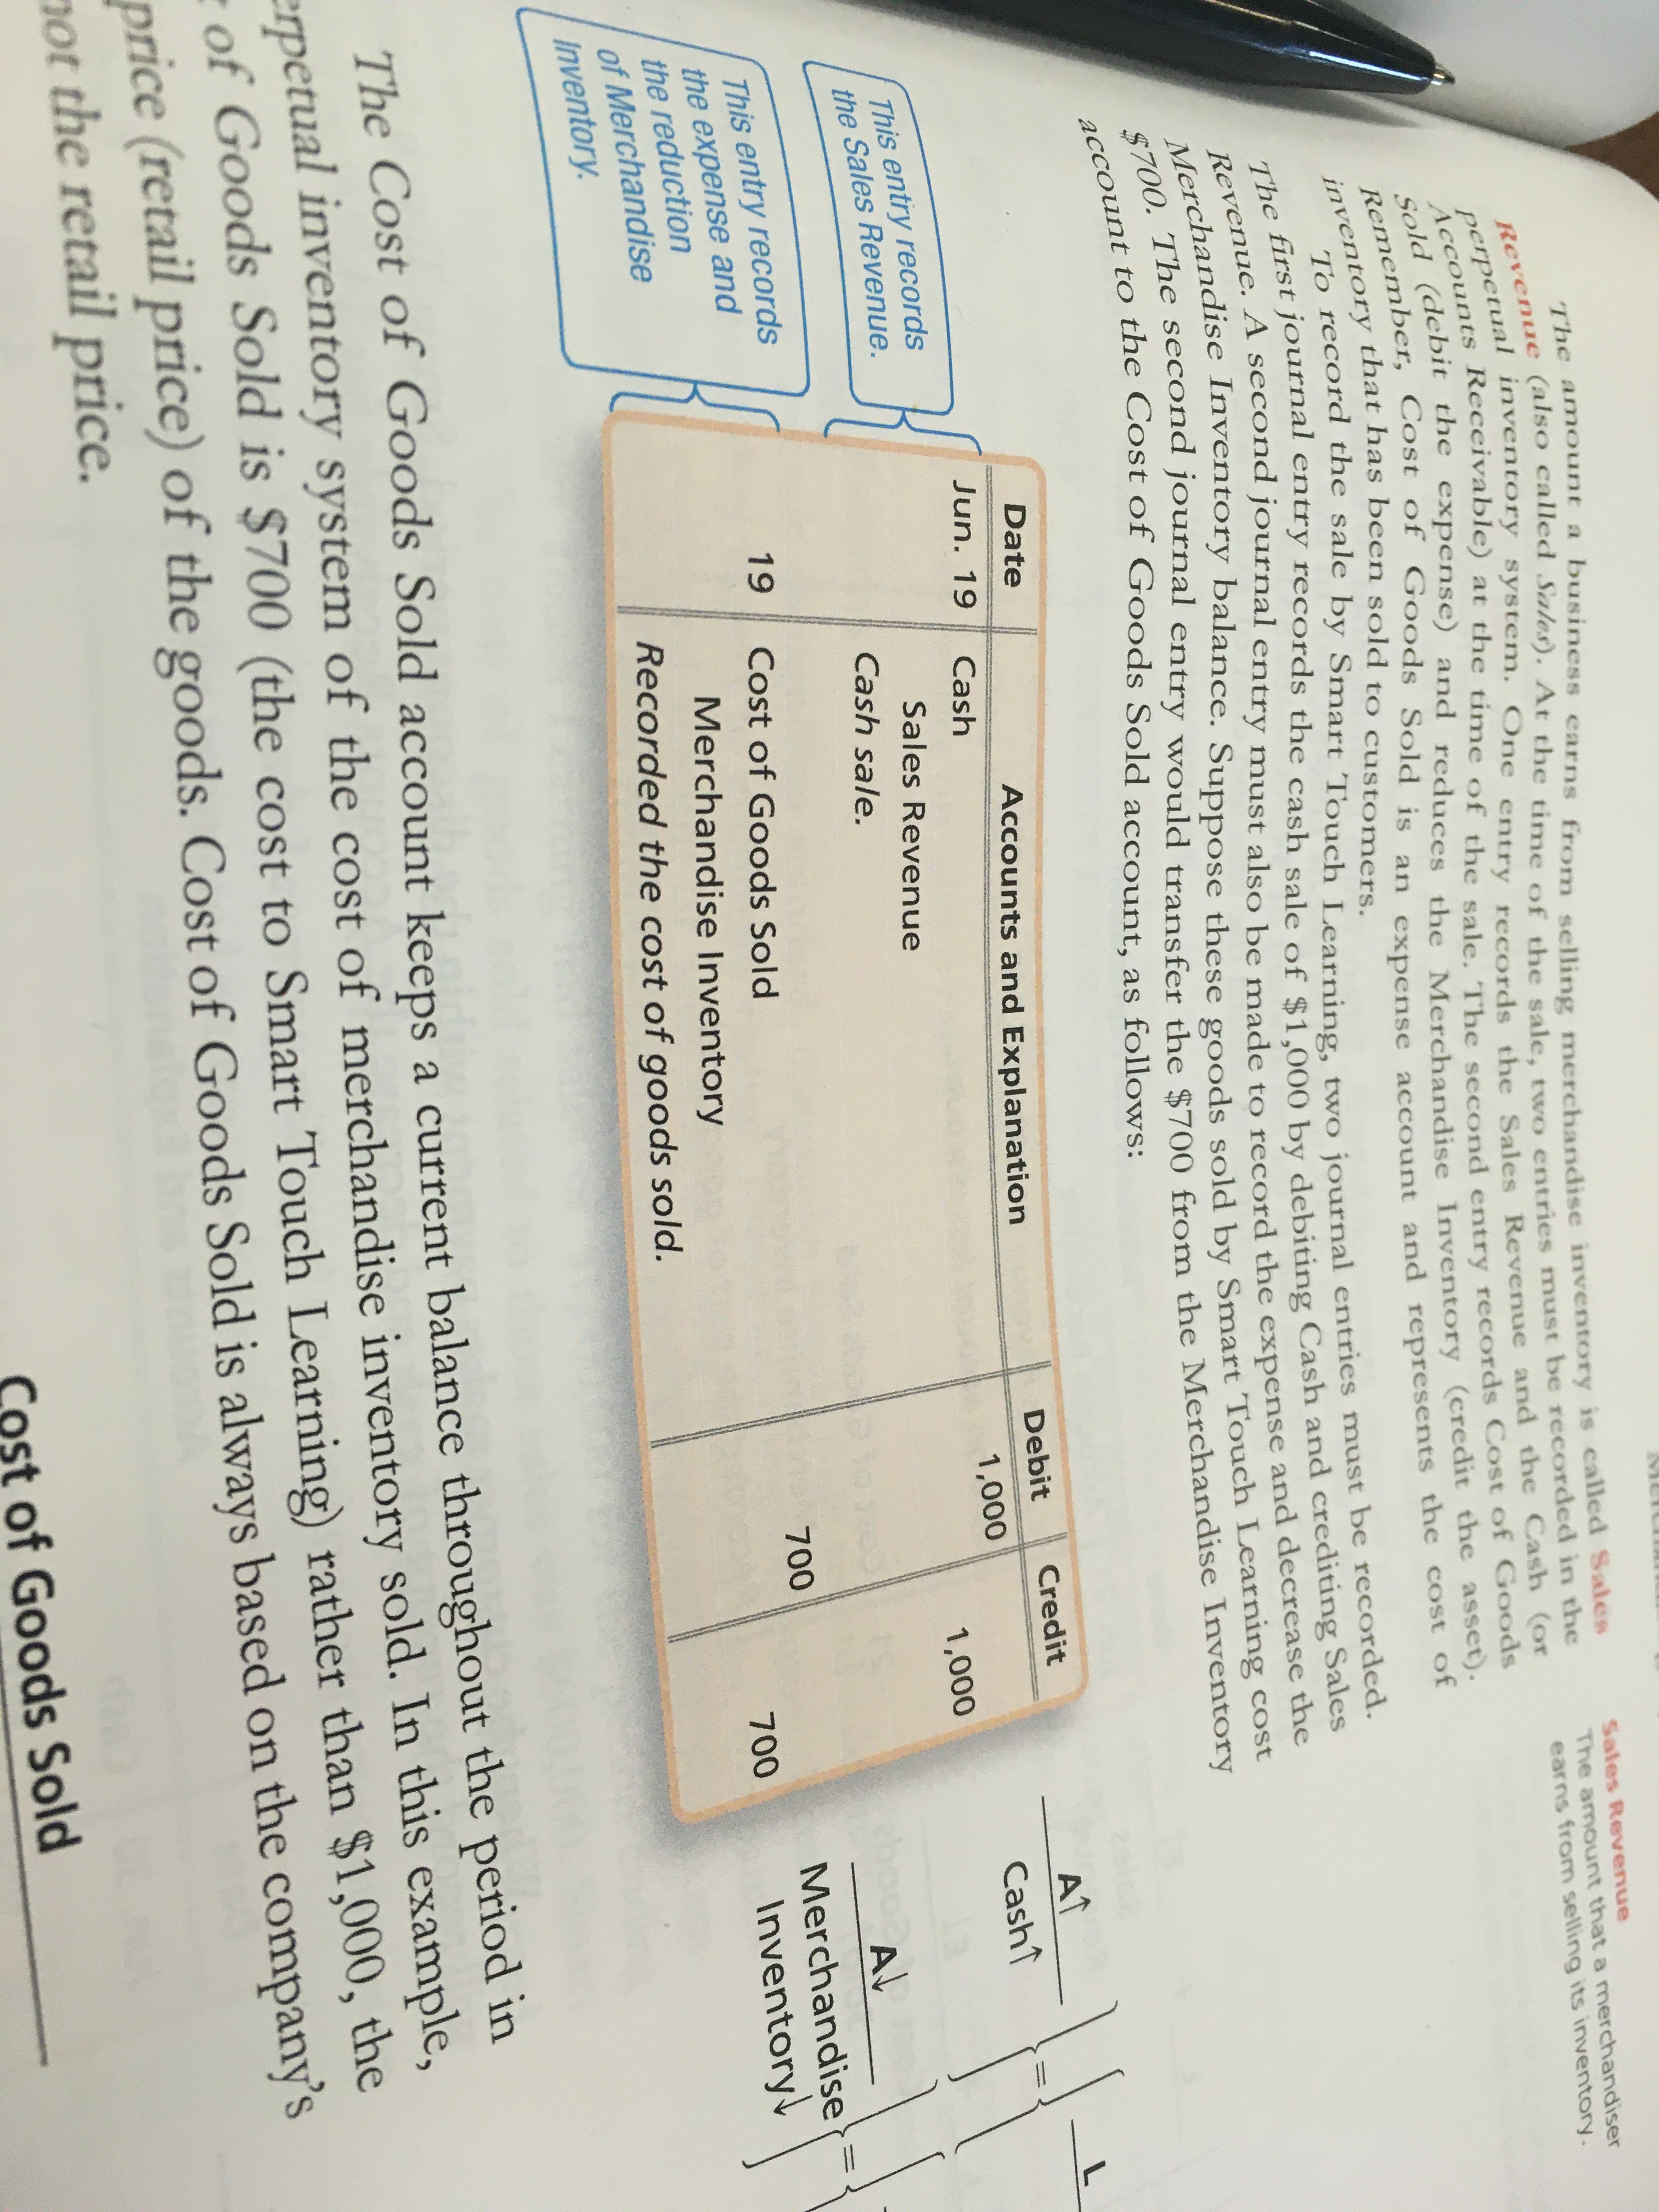 The amount a business earns from selling merchandise inventory is called Sales
Revenue (also called Sales). At the time of the sale, two entries must be recorded in the
perpetual inventory system. One entry records the Sales Revenue and the Cash (or
Accounts Receivable) at the time of the sale. The second entry records Cost of Goods
Sold (debit the expense) and reduces the Merchandise Inventory (credit the asset).
Remember, Cost of Goods Sold is an expense account and represents the cost of
inventory that has been sold to customers.
To record the sale by Smart Touch Learning, two journal entries must be recorded.
The first journal entry records the cash sale of $1,000 by debiting Cash and crediting Sales
Revenue. A second journal entry must also be made to record the expense and decrease the
Merchandise Inventory balance. Suppose these goods sold by Smart Touch Learning cost
$700. The second journal entry would transfer the $700 from the Merchandise Inventory
account to the Cost of Goods Sold account, as follows:
Sales Revenue
The amount that a merchandiser
earns from selling its inventory.
This entry records
the Sales Revenue.
This entry records
the expense and
the reduction
of Merchandise
Inventory.
Date Accounts and Explanation Debit Credit
Jun. 19 Cash 1,000
Sales Revenue 1,000
Cash sale.
19 Cost of Goods Sold 700
Merchandise Inventory 700
Recorded the cost of goods sold.
A↑ = L
Cash↑
A↓ =
Merchandise
Inventory↓
The Cost of Goods Sold account keeps a current balance throughout the period in
erpetual inventory system of the cost of merchandise inventory sold. In this example,
of Goods Sold is $700 (the cost to Smart Touch Learning) rather than $1,000, the
price (retail price) of the goods. Cost of Goods Sold is always based on the company's
not the retail price.
Cost of Goods Sold